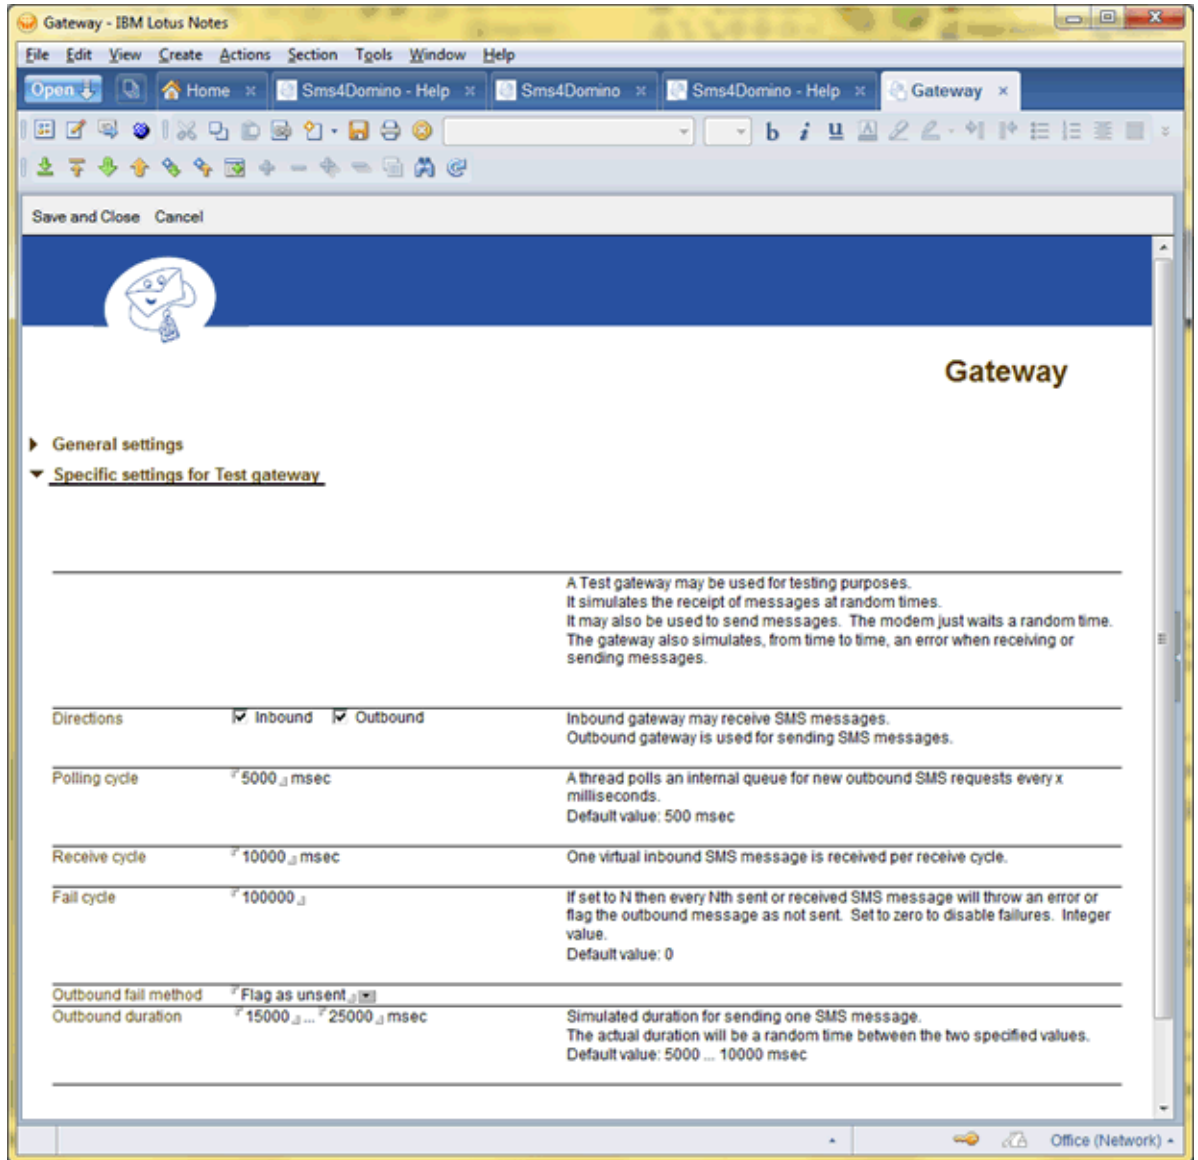 Gateway - IBM Lotus Notes
File Edit View Create Actions Section Tools Window Help
Open Home Sms4Domino - Help Sms4Domino Sms4Domino - Help Gateway
b i u A
Save and Close Cancel
Gateway
General settings
Specific settings for Test gateway
A Test gateway may be used for testing purposes.
It simulates the receipt of messages at random times.
It may also be used to send messages. The modem just waits a random time.
The gateway also simulates, from time to time, an error when receiving or
sending messages.
Directions Inbound Outbound Inbound gateway may receive SMS messages.
Outbound gateway is used for sending SMS messages.
Polling cycle 5000 msec A thread polls an internal queue for new outbound SMS requests every x
milliseconds.
Default value: 500 msec
Receive cycle 10000 msec One virtual inbound SMS message is received per receive cycle.
Fail cycle 100000 If set to N then every Nth sent or received SMS message will throw an error or
flag the outbound message as not sent. Set to zero to disable failures. Integer
value.
Default value: 0
Outbound fail method Flag as unsent
Outbound duration 15000 ... 25000 msec Simulated duration for sending one SMS message.
The actual duration will be a random time between the two specified values.
Default value: 5000 ... 10000 msec
Office (Network)